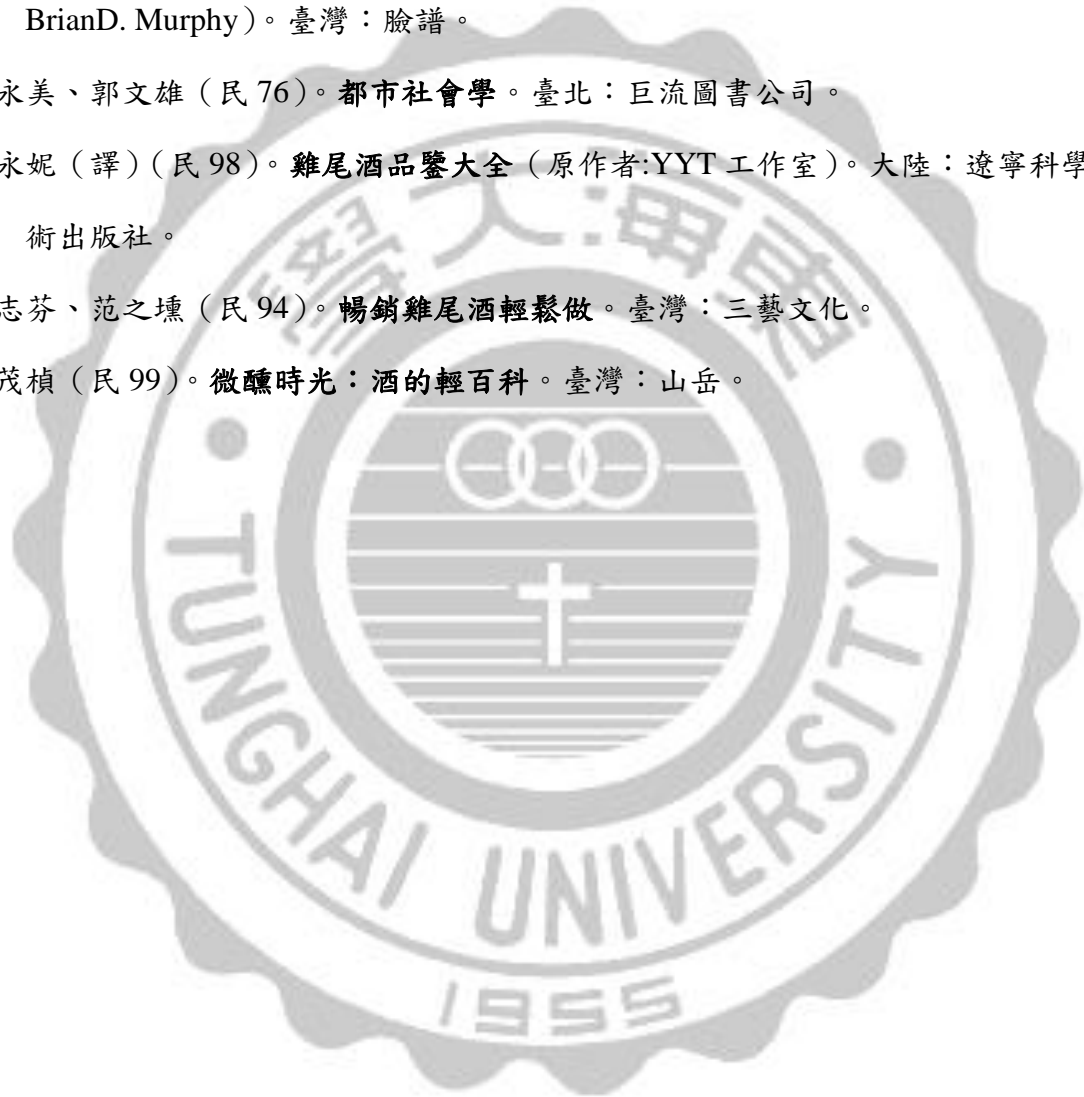 BrianD. Murphy)。臺灣：臉譜。
永美、郭文雄（民 76）。都市社會學。臺北：巨流圖書公司。
永妮（譯）(民 98)。雞尾酒品鑒大全（原作者:YYT 工作室）。大陸：遼寧科學
術出版社。
志芬、范之壎（民 94）。暢銷雞尾酒輕鬆做。臺灣：三藝文化。
茂楨（民 99）。微醺時光：酒的輕百科。臺灣：山岳。
學大海東
TUNGHAI UNIVERSITY
1955